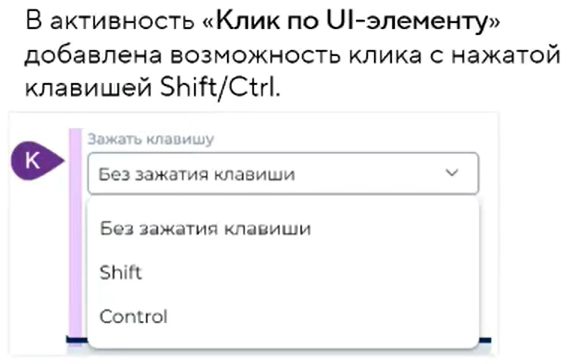 В активность «Клик по UI-элементу»
добавлена возможность клика с нажатой
клавишей Shift/Ctrl.
Зажать клавишу
K
Без зажатия клавиши
Без зажатия клавиши
Shift
Control